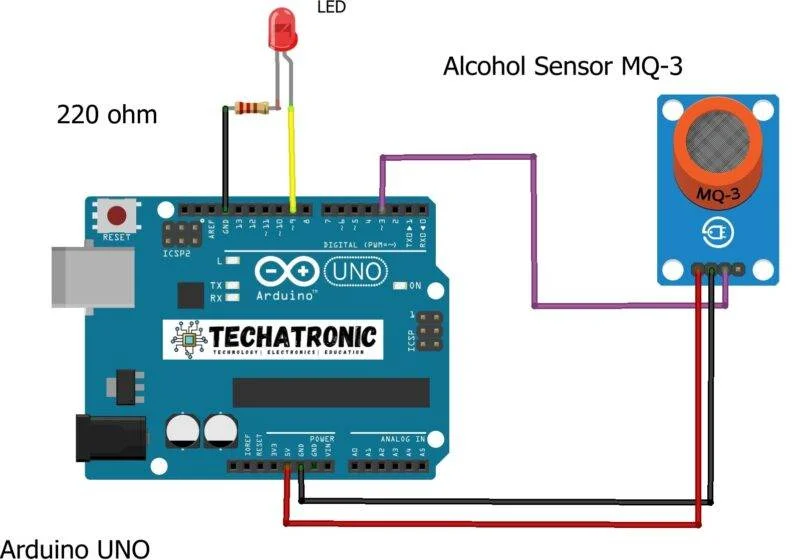 LED
Alcohol Sensor MQ-3
220 ohm
MQ-3
RESET
ICSP2
AREF
GND
13
12
~11
~10
~9
8
7
~6
~5
4
~3
2
TX0▶1
RX0◀0
DIGITAL (PWM=~)
L
TX
RX
UNO
Arduino™
ON
1
ICSP
TECHATRONIC
TECHNOLOGY| ELECTRONICS| EDUCATION
POWER
ANALOG IN
IOREF
RESET
3V3
5V
GND
GND
VIN
A0
A1
A2
A3
A4
A5
Arduino UNO